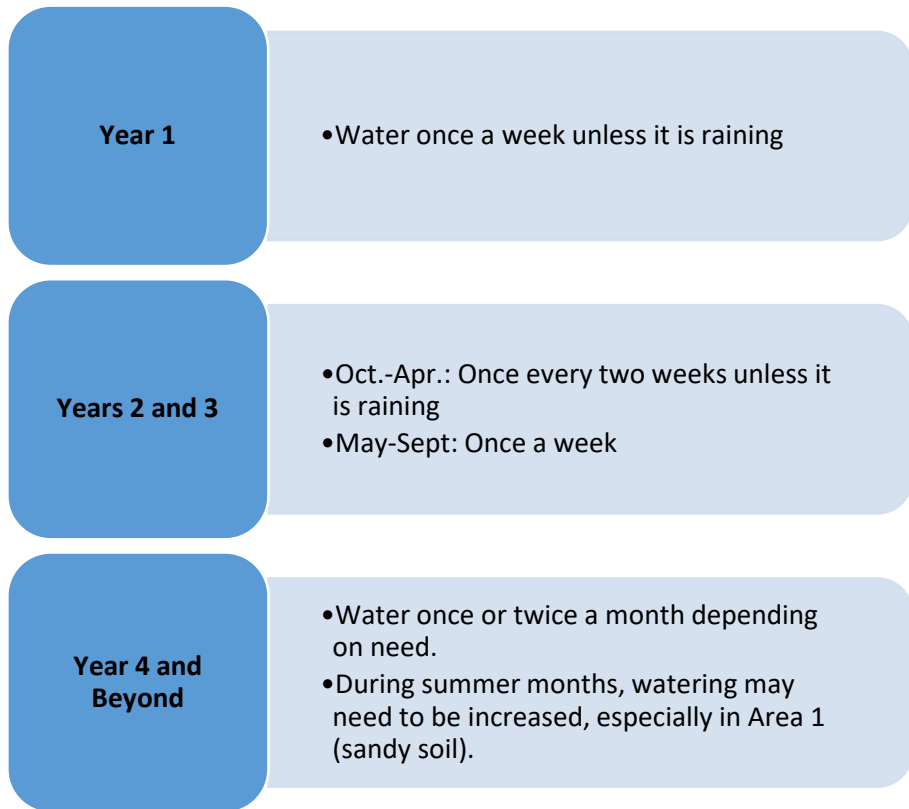 Year 1
•Water once a week unless it is raining
Years 2 and 3
•Oct.-Apr.: Once every two weeks unless it
is raining
•May-Sept: Once a week
Year 4 and
Beyond
•Water once or twice a month depending
on need.
•During summer months, watering may
need to be increased, especially in Area 1
(sandy soil).